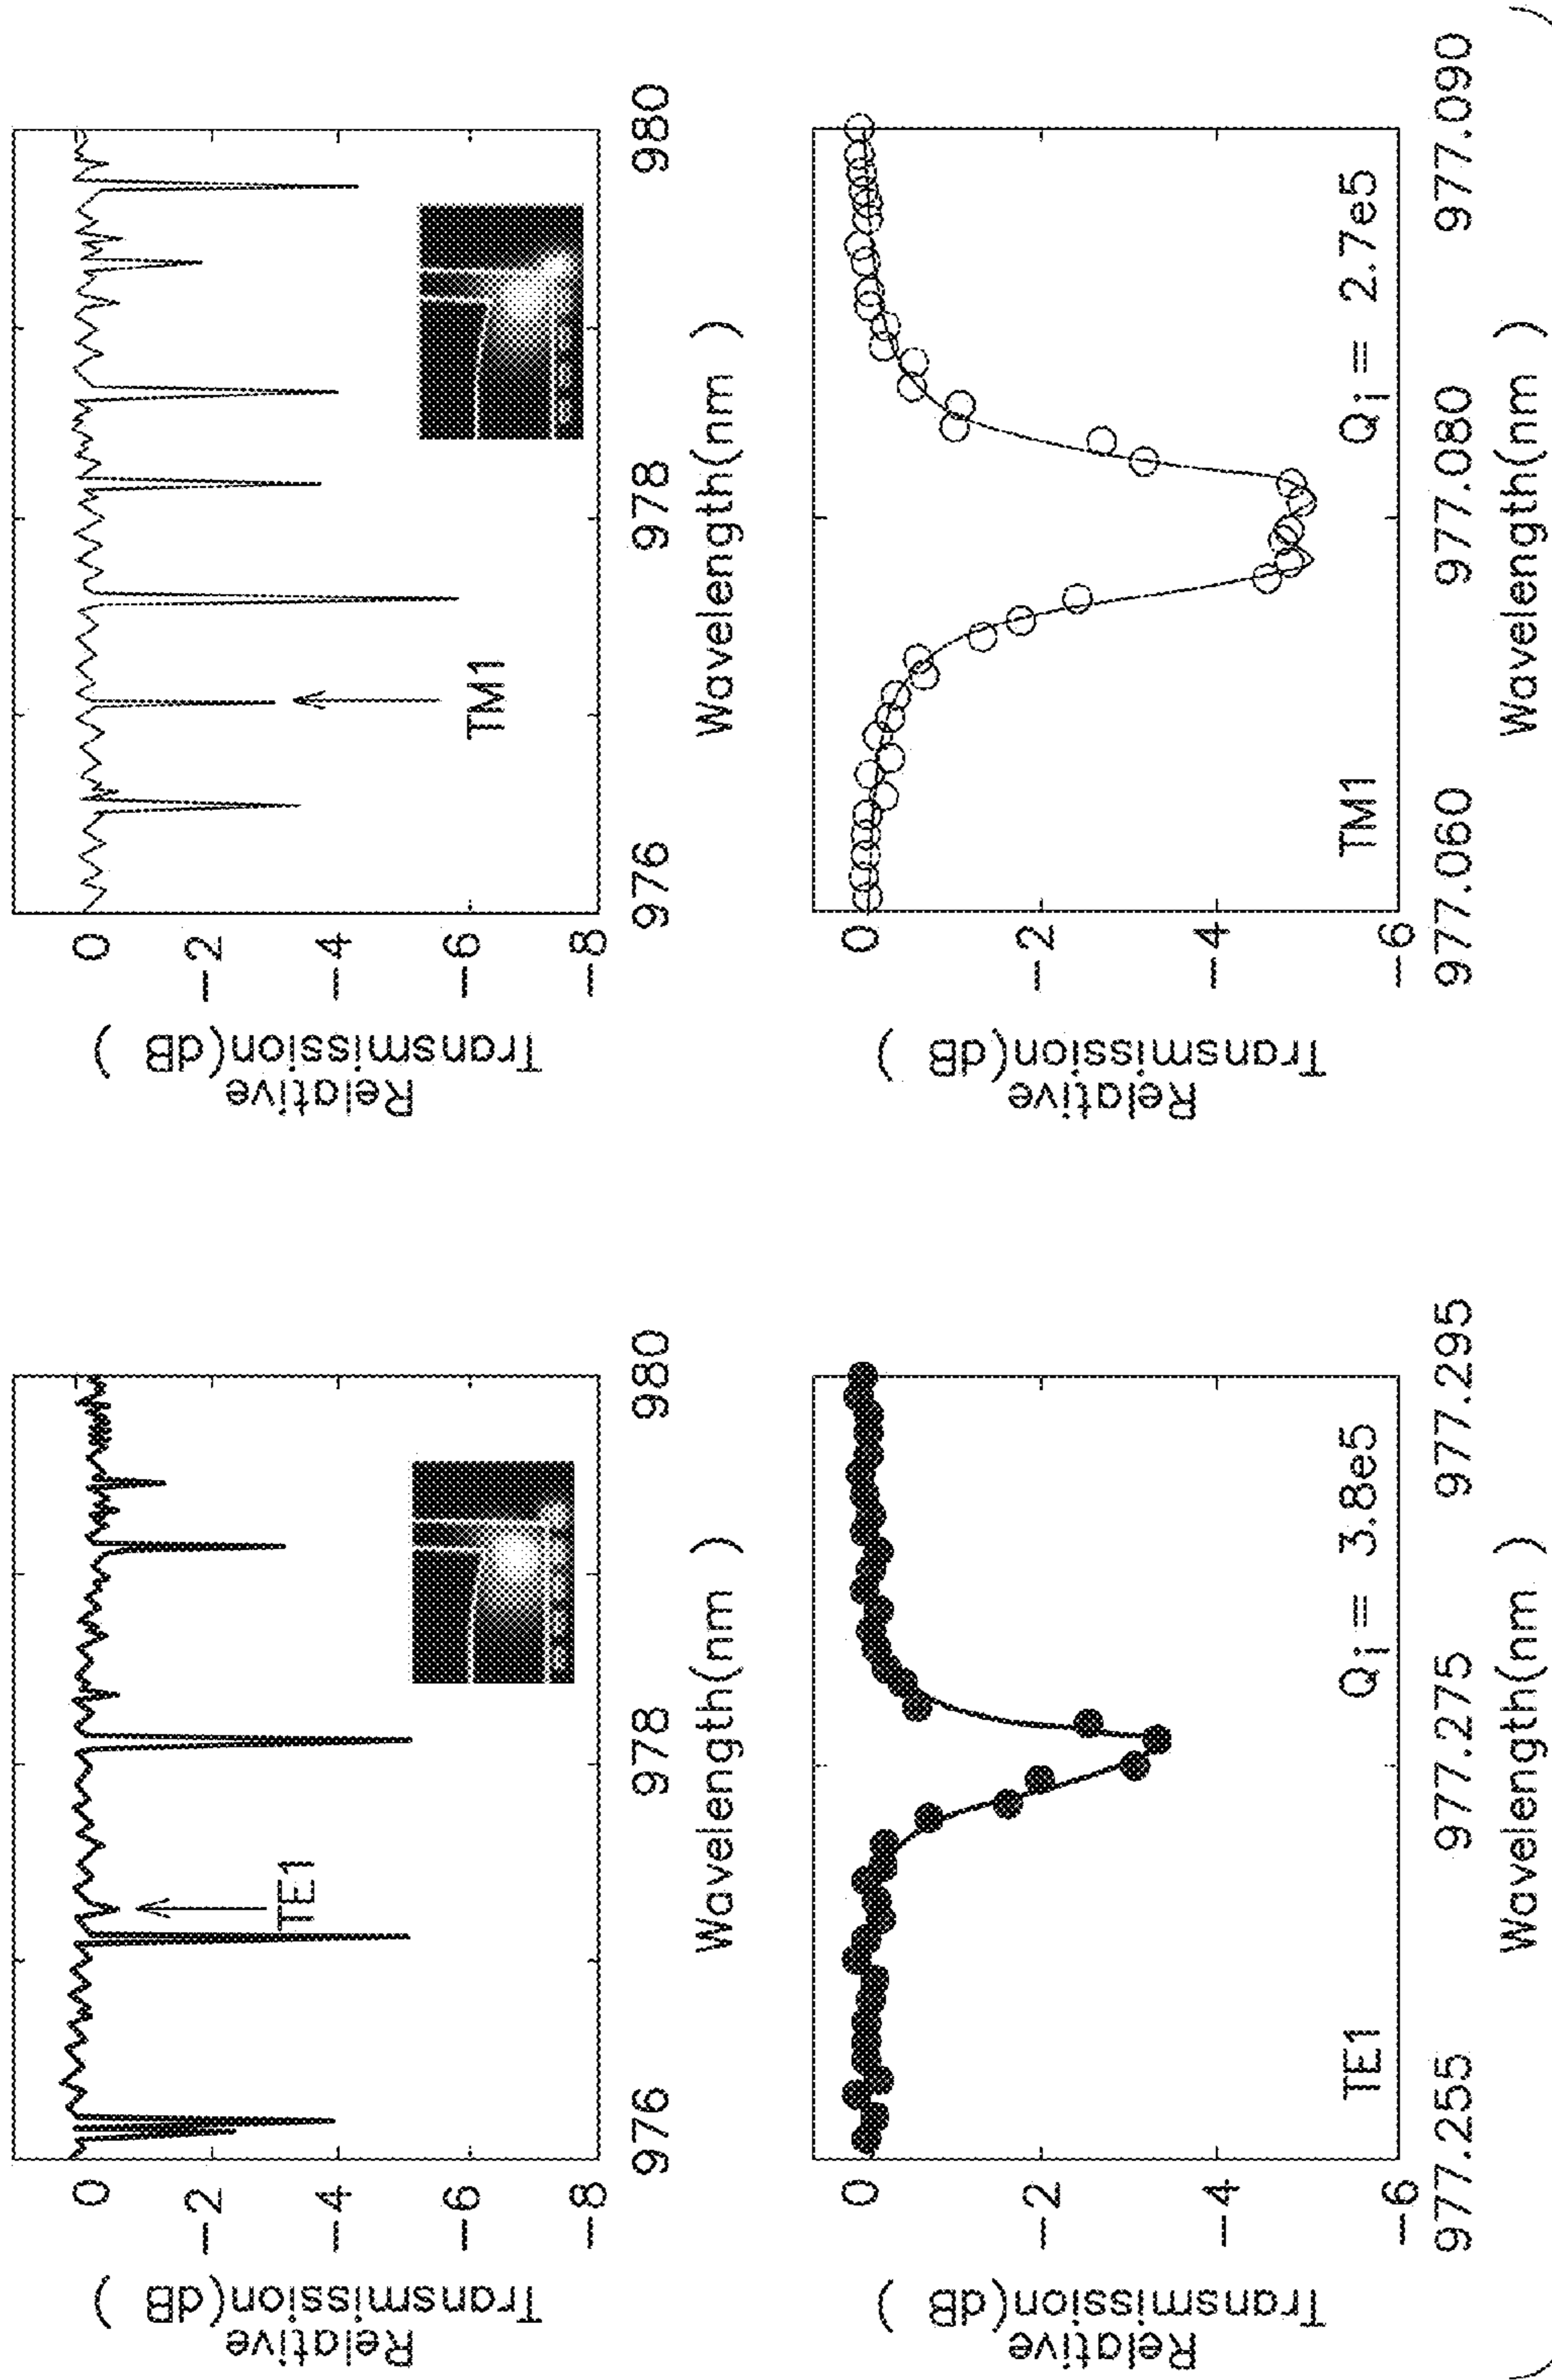 Relative
Transmission(dB )
0
−2
−4
−6
−8
TE1
976
978
980
Wavelength(nm )
Relative
Transmission(dB )
0
−2
−4
−6
−8
TM1
976
978
980
Wavelength(nm )
Relative
Transmission(dB )
0
−2
−4
−6
TE1
Qi = 3.8e5
977.255
977.275
977.295
Wavelength(nm )
Relative
Transmission(dB )
0
−2
−4
−6
TM1
Qi = 2.7e5
977.060
977.080
977.090
Wavelength(nm )